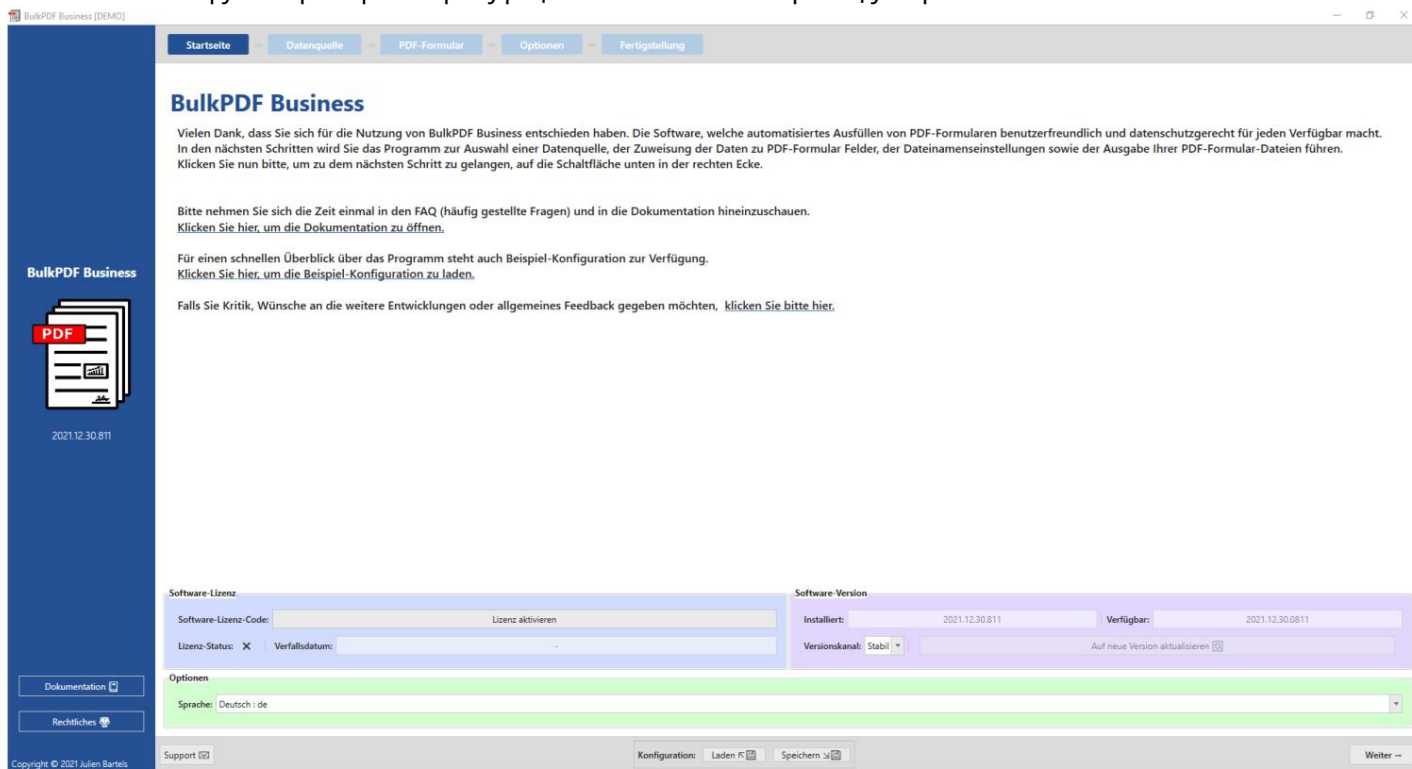 BulkPDF Business [DEMO]
Startseite
Datenquelle
PDF-Formular
Optionen
Fertigstellung
BulkPDF Business
Vielen Dank, dass Sie sich für die Nutzung von BulkPDF Business entschieden haben. Die Software, welche automatisiertes Ausfüllen von PDF-Formularen benutzerfreundlich und datenschutzgerecht für jeden Verfügbar macht.
In den nächsten Schritten wird Sie das Programm zur Auswahl einer Datenquelle, der Zuweisung der Daten zu PDF-Formular Felder, der Dateinamenseinstellungen sowie der Ausgabe Ihrer PDF-Formular-Dateien führen.
Klicken Sie nun bitte, um zu dem nächsten Schritt zu gelangen, auf die Schaltfläche unten in der rechten Ecke.
Bitte nehmen Sie sich die Zeit einmal in den FAQ (häufig gestellte Fragen) und in die Dokumentation hineinzuschauen.
Klicken Sie hier, um die Dokumentation zu öffnen.
Für einen schnellen Überblick über das Programm steht auch Beispiel-Konfiguration zur Verfügung.
Klicken Sie hier, um die Beispiel-Konfiguration zu laden.
Falls Sie Kritik, Wünsche an die weitere Entwicklungen oder allgemeines Feedback gegeben möchten, klicken Sie bitte hier.
BulkPDF Business
PDF
2021.12.30.811
Software-Lizenz
Software-Lizenz-Code: Lizenz aktivieren
Lizenz-Status: X Verfallsdatum: -
Software-Version
Installiert: 2021.12.30.811 Verfügbar: 2021.12.30.0811
Versionskanal: Stabil Auf neue Version aktualisieren
Optionen
Sprache: Deutsch : de
Dokumentation
Rechtliches
Copyright © 2021 Julien Bartels
Support
Konfiguration: Laden Speichern
Weiter →